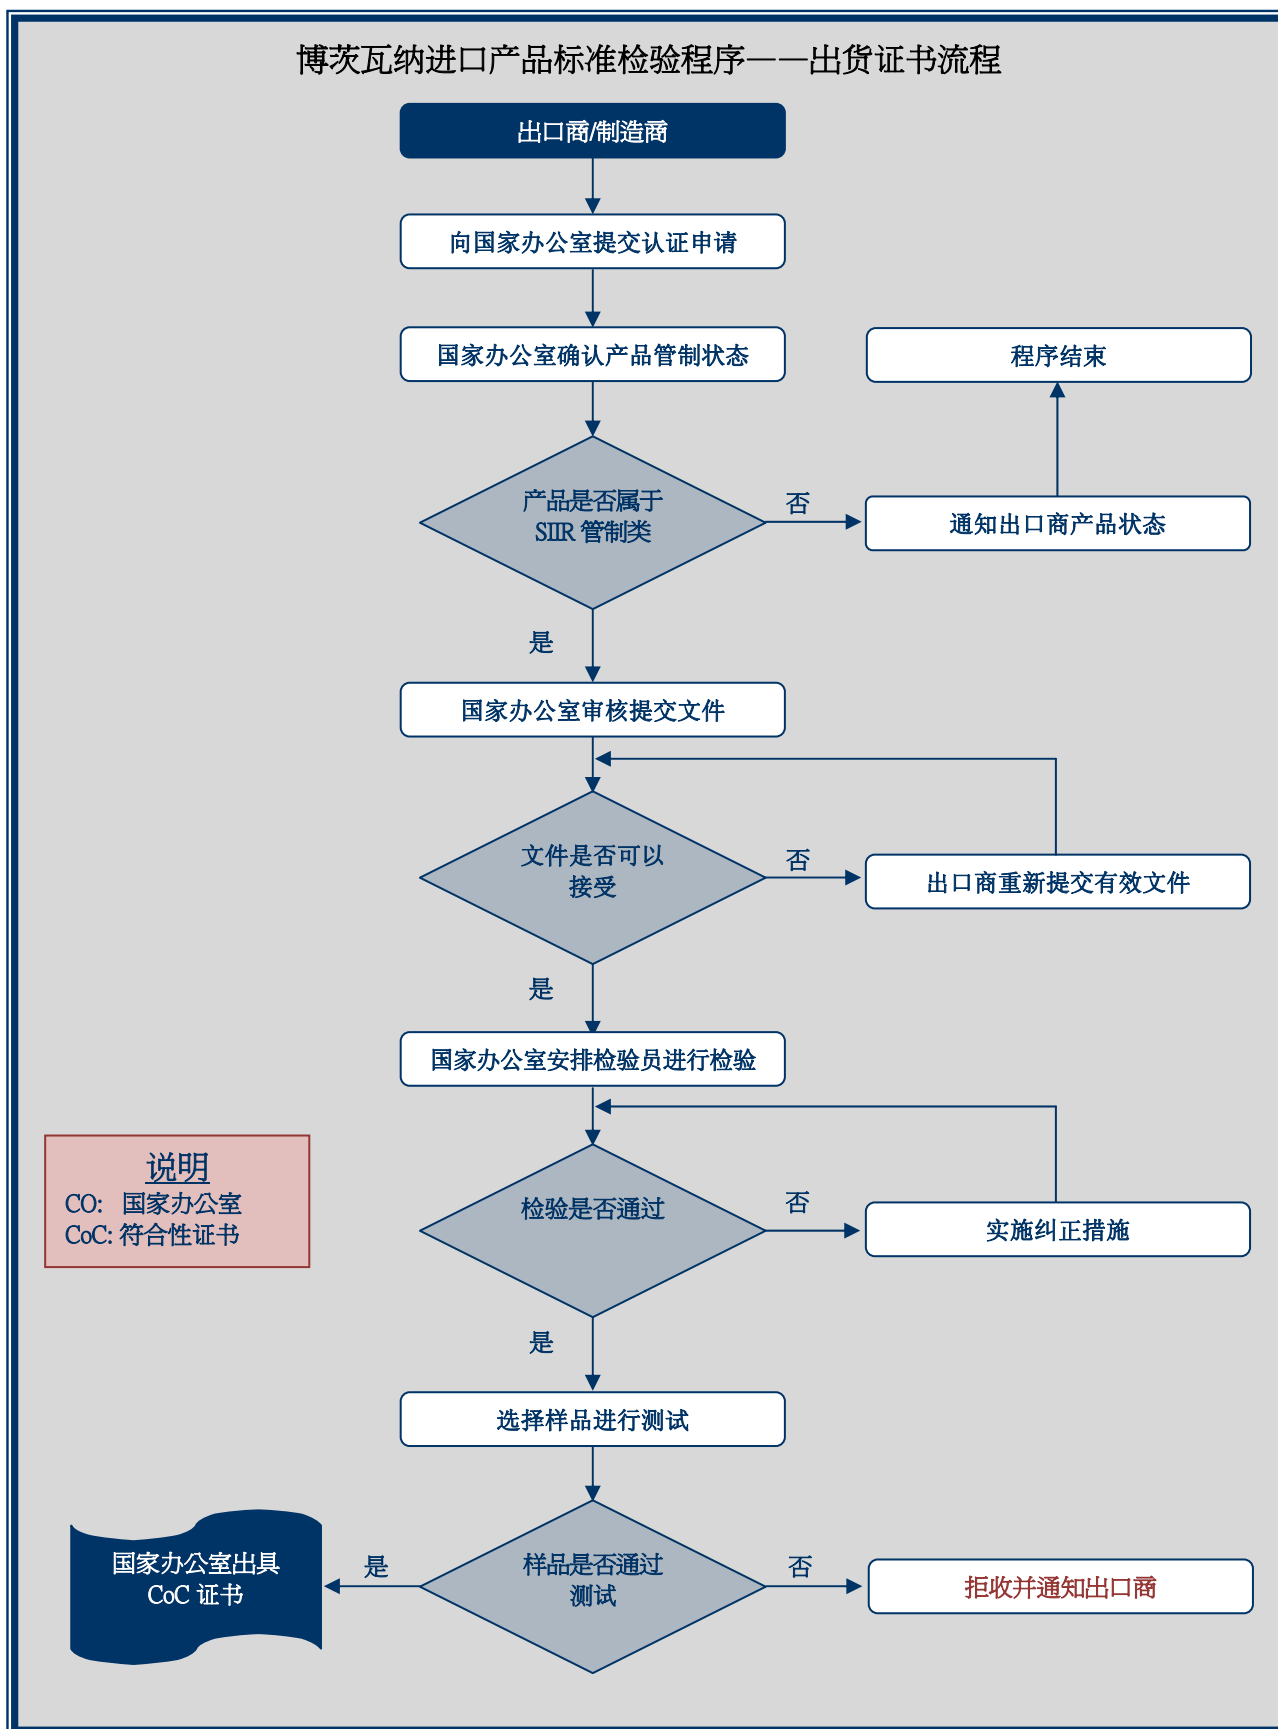 博茨瓦纳进口产品标准检验程序——出货证书流程
出口商/制造商
向国家办公室提交认证申请
国家办公室确认产品管制状态
程序结束
产品是否属于
SIIR 管制类
否
通知出口商产品状态
是
国家办公室审核提交文件
文件是否可以
接受
否
出口商重新提交有效文件
是
国家办公室安排检验员进行检验
说明
CO: 国家办公室
CoC: 符合性证书
检验是否通过
否
实施纠正措施
是
选择样品进行测试
国家办公室出具
CoC 证书
是
样品是否通过
测试
否
拒收并通知出口商